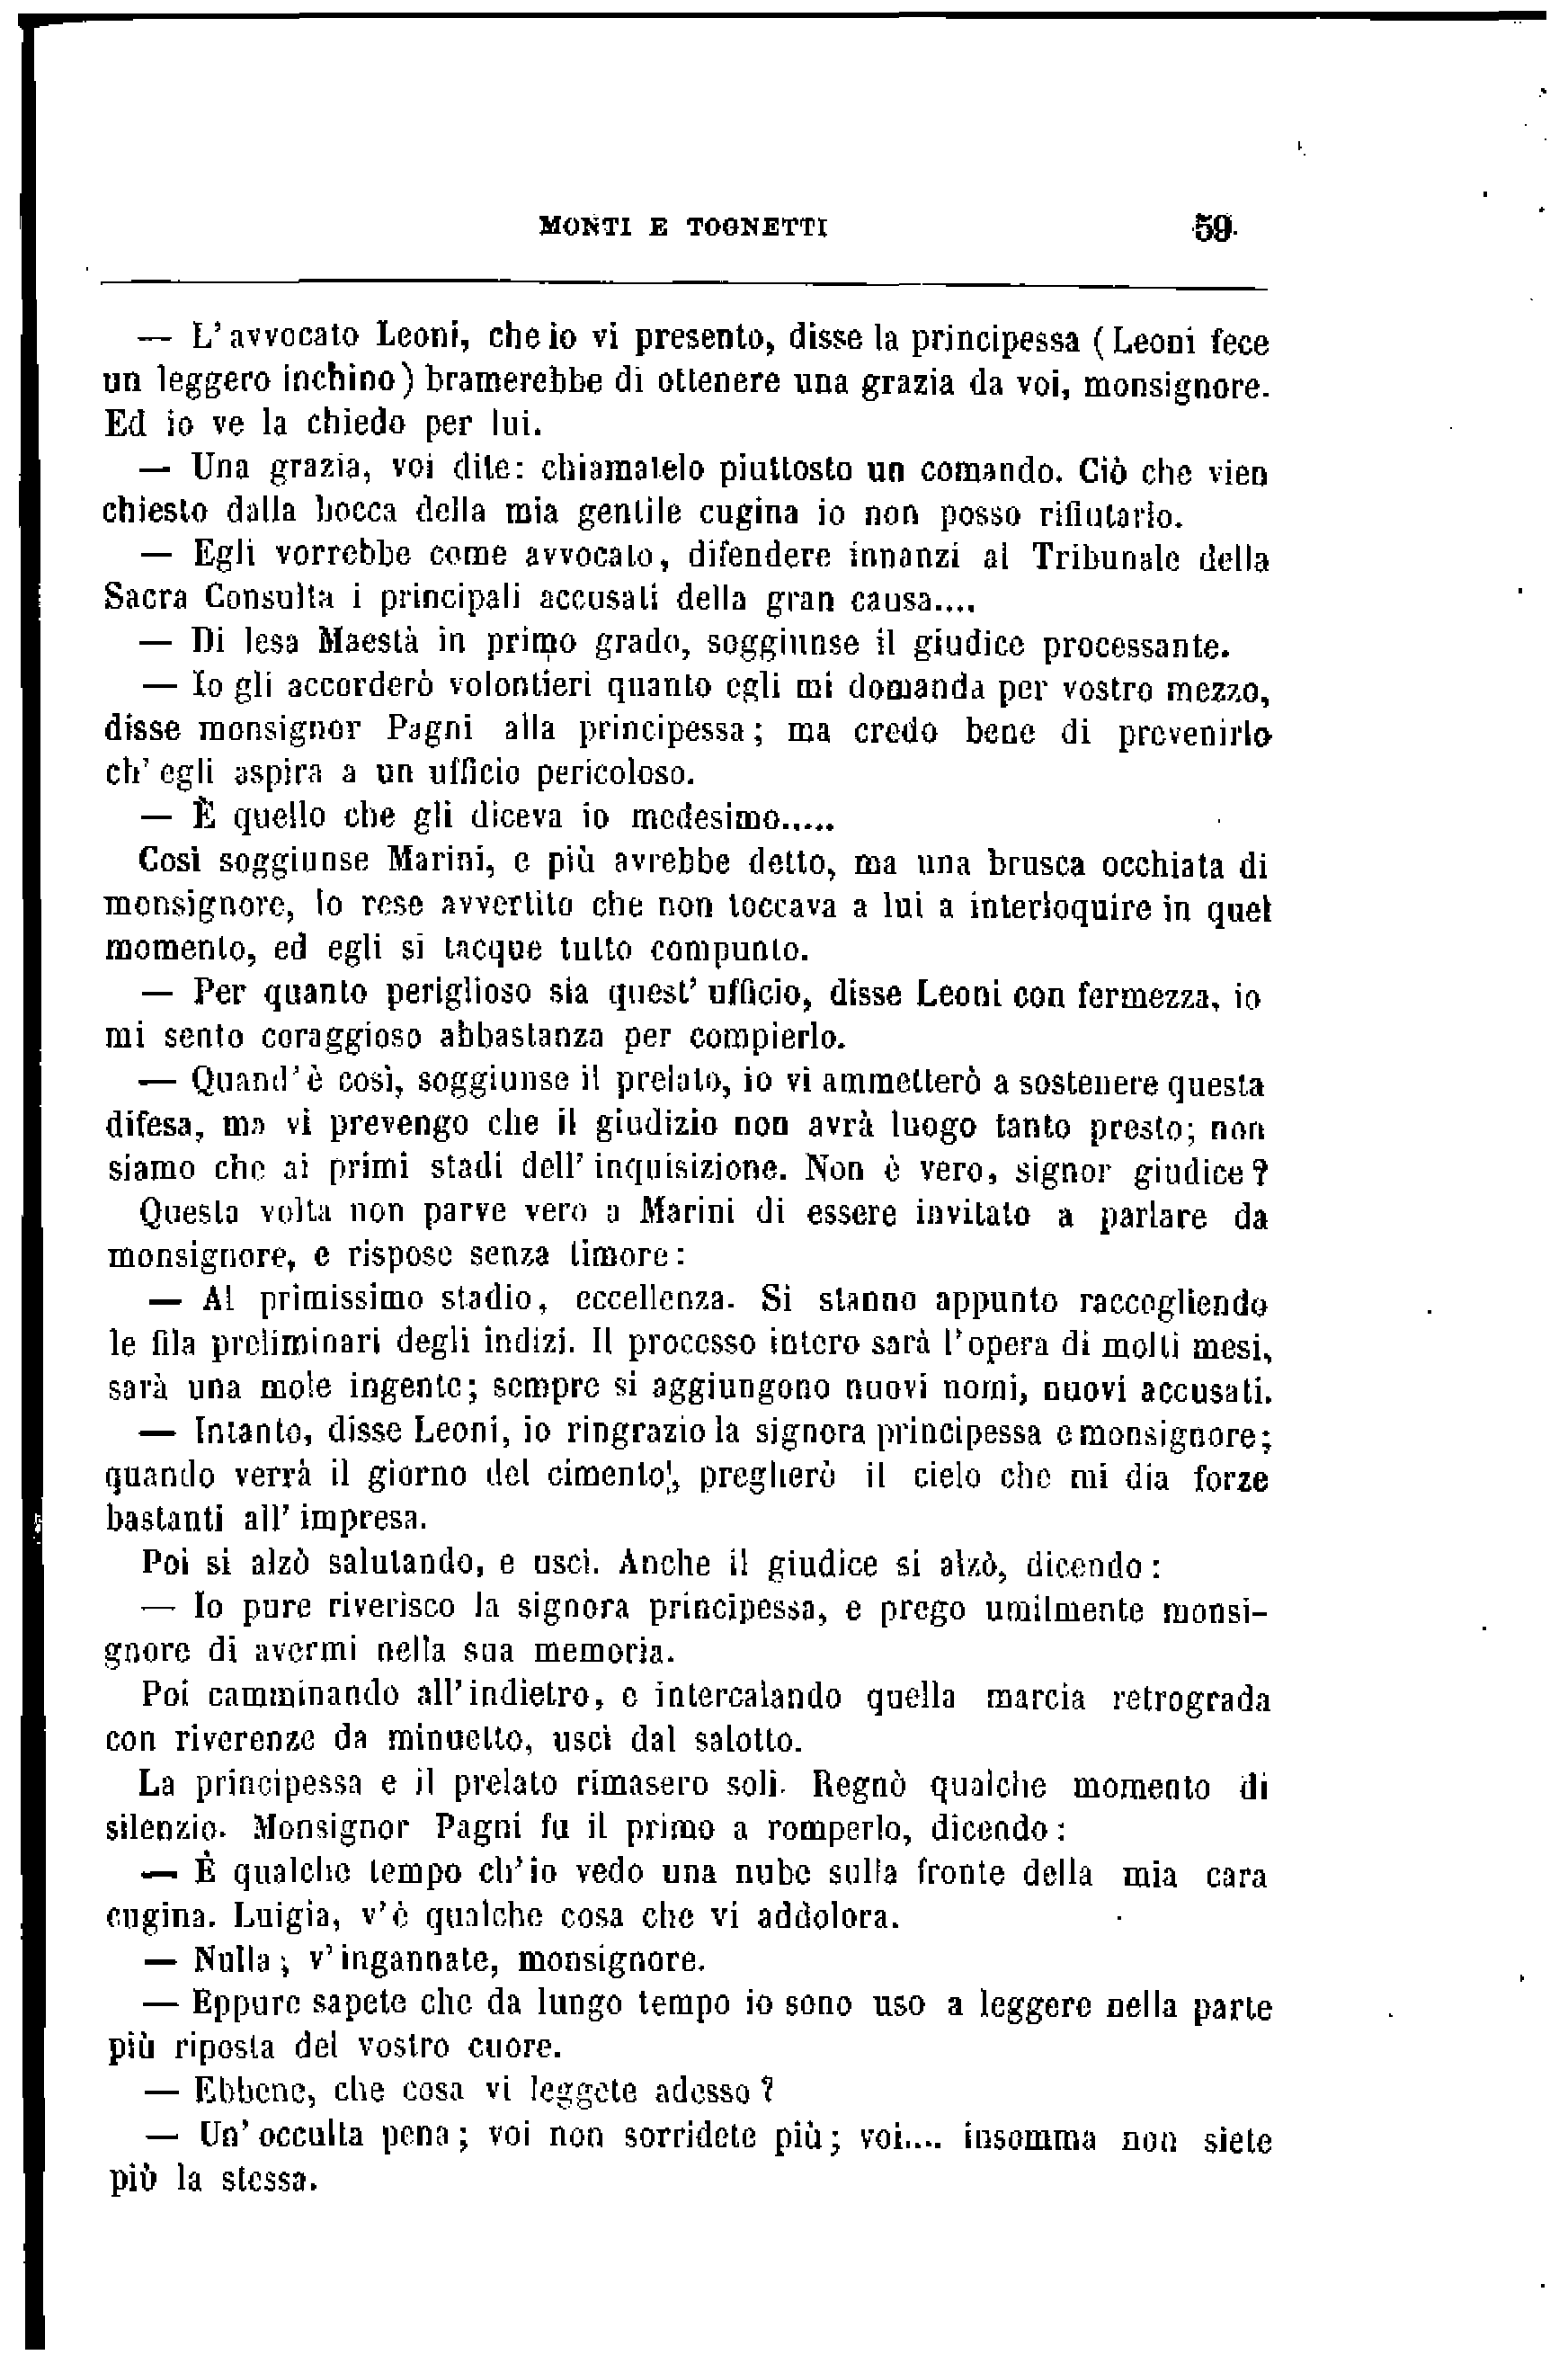 MONTI E TOGNETTI 59
— L' avvocato Leoni, che io vi presento, disse la principessa (Leoni fece
un leggero inchino) bramerebbe di ottenere una grazia da voi, monsignore.
Ed io ve la chiedo per lui.
— Una grazia, voi dite: chiamatelo piuttosto un comando. Ciò che vien
chiesto dalla bocca della mia gentile cugina io non posso rifiutarlo.
— Egli vorrebbe come avvocato, difendere innanzi al Tribunale della
Sacra Consulta i principali accusati della gran causa....
— Di lesa Maestà in primo grado, soggiunse il giudice processante.
— Io gli accorderò volontieri quanto egli mi domanda per vostro mezzo,
disse monsignor Pagni alla principessa; ma credo bene di prevenirlo
ch' egli aspira a un ufficio pericoloso.
— È quello che gli diceva io medesimo.....
Così soggiunse Marini, e più avrebbe detto, ma una brusca occhiata di
monsignore, lo rese avvertito che non toccava a lui a interloquire in quel
momento, ed egli si tacque tutto compunto.
— Per quanto periglioso sia quest' ufficio, disse Leoni con fermezza, io
mi sento coraggioso abbastanza per compierlo.
— Quand' è così, soggiunse il prelato, io vi ammetterò a sostenere questa
difesa, ma vi prevengo che il giudizio non avrà luogo tanto presto; non
siamo che ai primi stadi dell' inquisizione. Non è vero, signor giudice?
Questa volta non parve vero a Marini di essere invitato a parlare da
monsignore, e rispose senza timore:
— Al primissimo stadio, eccellenza. Si stanno appunto raccogliendo
le fila preliminari degli indizi. Il processo intero sarà l' opera di molti mesi,
sarà una mole ingente; sempre si aggiungono nuovi nomi, nuovi accusati.
— Intanto, disse Leoni, io ringrazio la signora principessa e monsignore;
quando verrà il giorno del cimento, pregherò il cielo che mi dia forze
bastanti all' impresa.
Poi si alzò salutando, e uscì. Anche il giudice si alzò, dicendo:
— Io pure riverisco la signora principessa, e prego umilmente monsi-
gnore di avermi nella sua memoria.
Poi camminando all' indietro, e intercalando quella marcia retrograda
con riverenze da minuetto, uscì dal salotto.
La principessa e il prelato rimasero soli. Regnò qualche momento di
silenzio. Monsignor Pagni fu il primo a romperlo, dicendo:
— È qualche tempo ch' io vedo una nube sulla fronte della mia cara
cugina. Luigia, v' è qualche cosa che vi addolora.
— Nulla; v' ingannate, monsignore.
— Eppure sapete che da lungo tempo io sono uso a leggere nella parte
più riposta del vostro cuore.
— Ebbene, che cosa vi leggete adesso?
— Un' occulta pena; voi non sorridete più; voi.... insomma non siete
più la stessa.